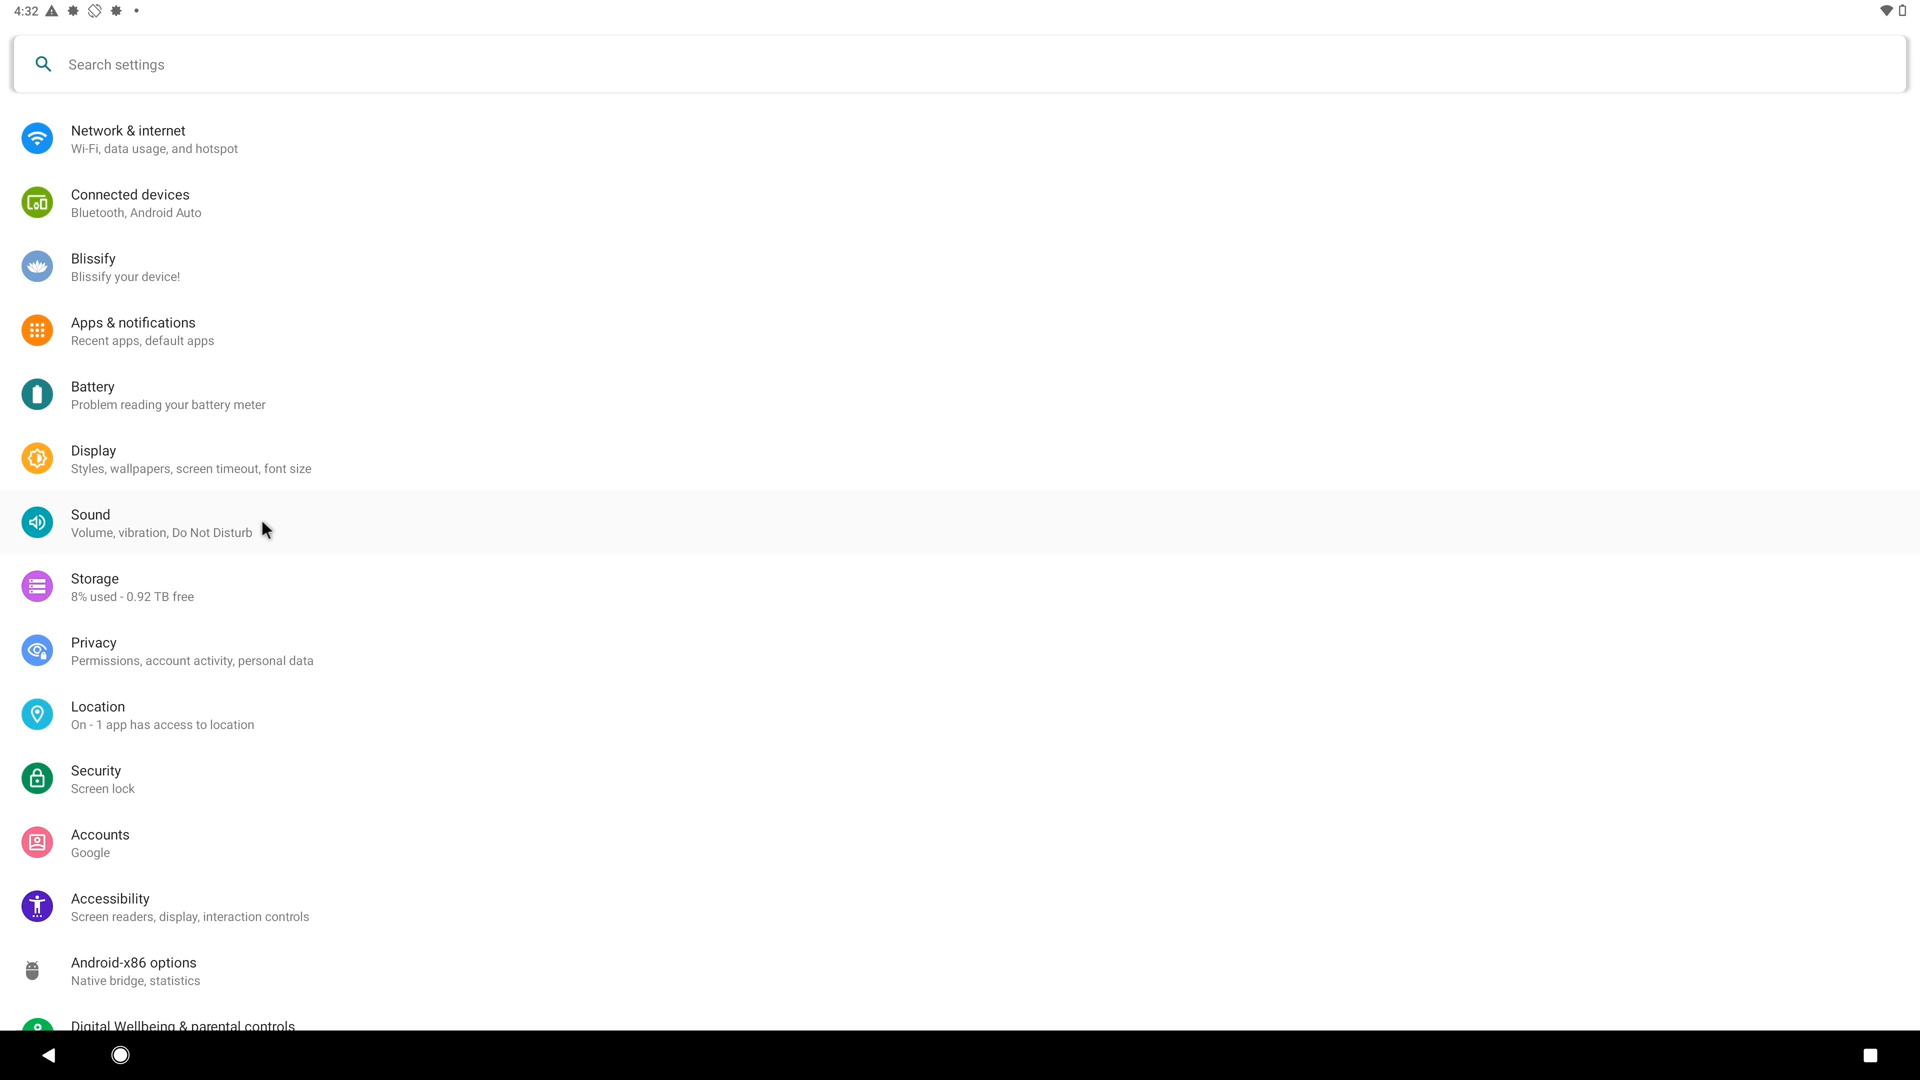 4:32
Search settings
Network & internet
Wi-Fi, data usage, and hotspot
Connected devices
Bluetooth, Android Auto
Blissify
Blissify your device!
Apps & notifications
Recent apps, default apps
Battery
Problem reading your battery meter
Display
Styles, wallpapers, screen timeout, font size
Sound
Volume, vibration, Do Not Disturb
Storage
8% used - 0.92 TB free
Privacy
Permissions, account activity, personal data
Location
On - 1 app has access to location
Security
Screen lock
Accounts
Google
Accessibility
Screen readers, display, interaction controls
Android-x86 options
Native bridge, statistics
Digital Wellbeing & parental controls